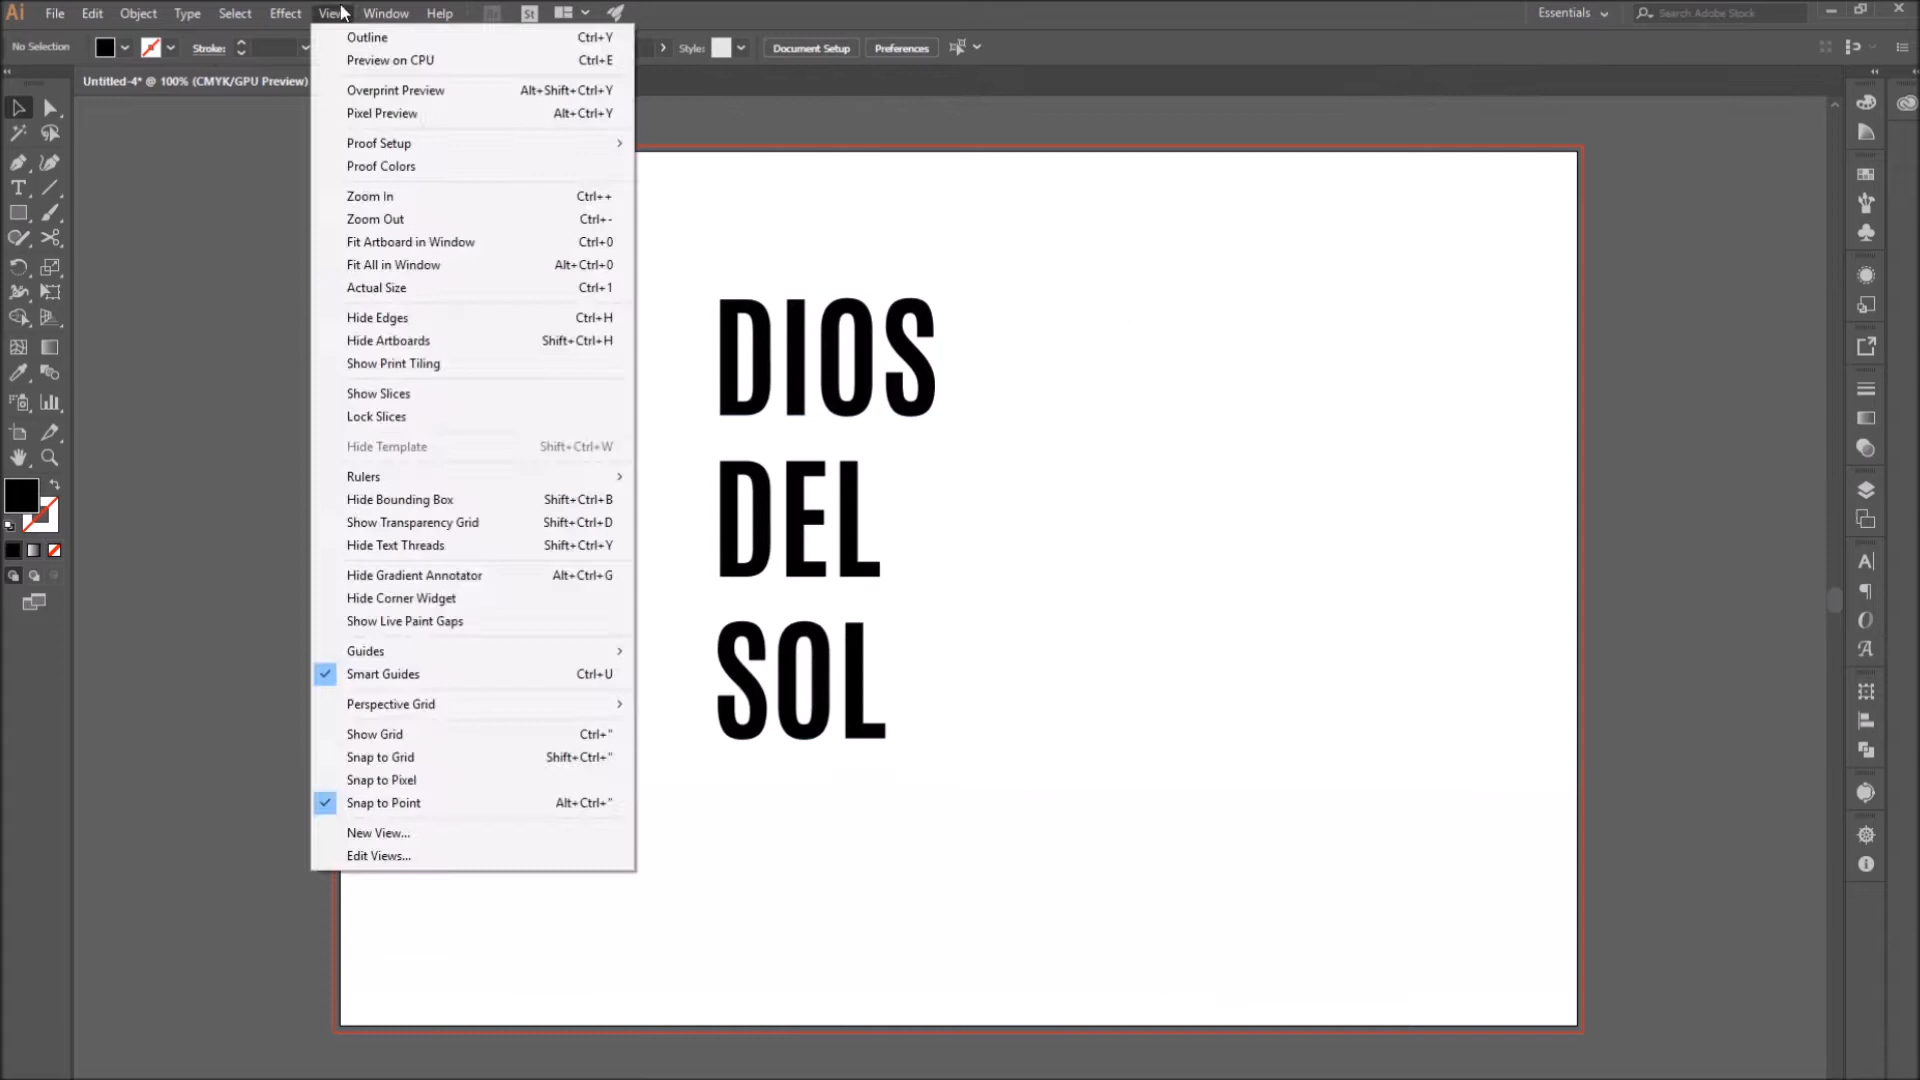 Ai File Edit Object Type Select Effect View Window Help Br St Essentials Search Adobe Stock
No Selection Stroke: Style: Document Setup Preferences
Untitled-4* @ 100% (CMYK/GPU Preview)
Outline Ctrl+Y
Preview on CPU Ctrl+E
Overprint Preview Alt+Shift+Ctrl+Y
Pixel Preview Alt+Ctrl+Y
Proof Setup
Proof Colors
Zoom In Ctrl++
Zoom Out Ctrl+-
Fit Artboard in Window Ctrl+0
Fit All in Window Alt+Ctrl+0
Actual Size Ctrl+1
Hide Edges Ctrl+H
Hide Artboards Shift+Ctrl+H
Show Print Tiling
Show Slices
Lock Slices
Hide Template Shift+Ctrl+W
Rulers
Hide Bounding Box Shift+Ctrl+B
Show Transparency Grid Shift+Ctrl+D
Hide Text Threads Shift+Ctrl+Y
Hide Gradient Annotator Alt+Ctrl+G
Hide Corner Widget
Show Live Paint Gaps
Guides
Smart Guides Ctrl+U
Perspective Grid
Show Grid Ctrl+"
Snap to Grid Shift+Ctrl+"
Snap to Pixel
Snap to Point Alt+Ctrl+"
New View...
Edit Views...
DIOS
DEL
SOL